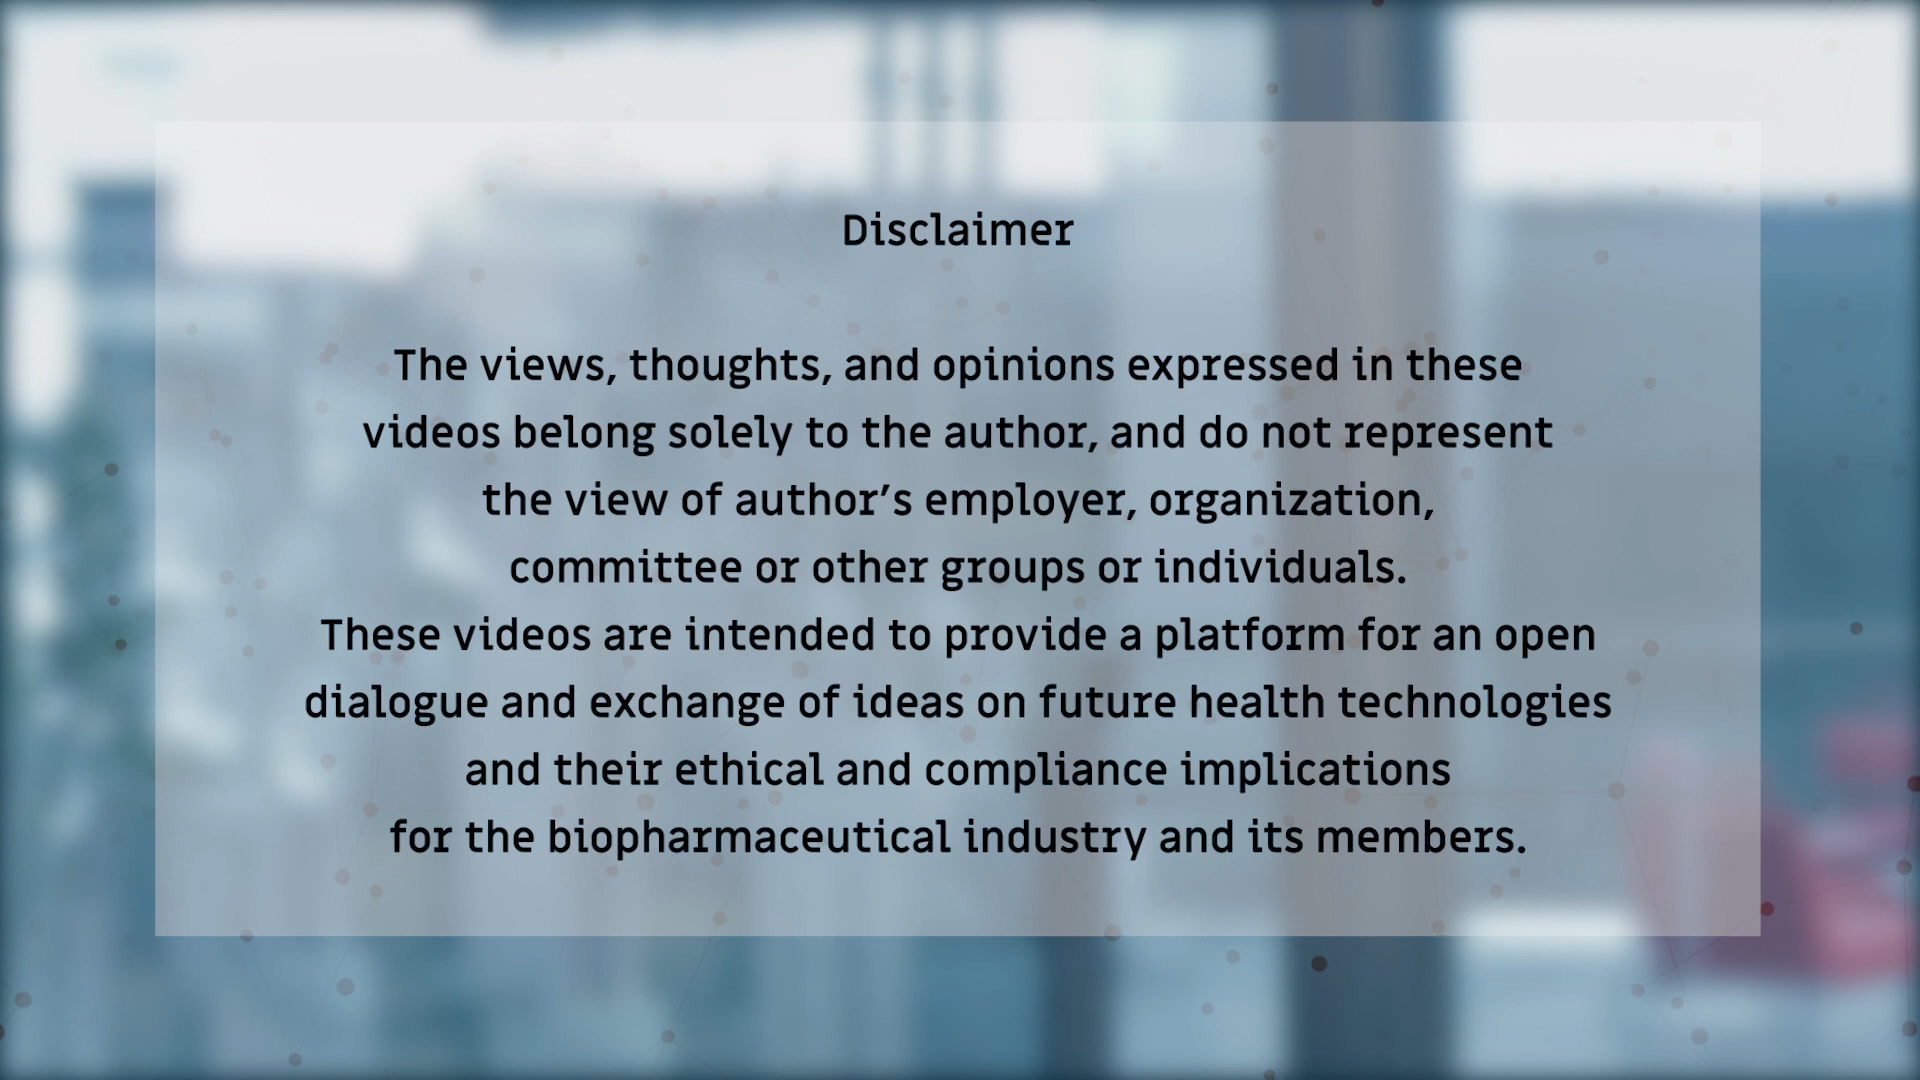 Disclaimer
The views, thoughts, and opinions expressed in these
videos belong solely to the author, and do not represent
the view of author’s employer, organization,
committee or other groups or individuals.
These videos are intended to provide a platform for an open
dialogue and exchange of ideas on future health technologies
and their ethical and compliance implications
for the biopharmaceutical industry and its members.